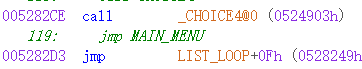 005282CE call _CHOICE4@0 (0524903h)
119: jmp MAIN_MENU
005282D3 jmp LIST_LOOP+0Fh (0528249h